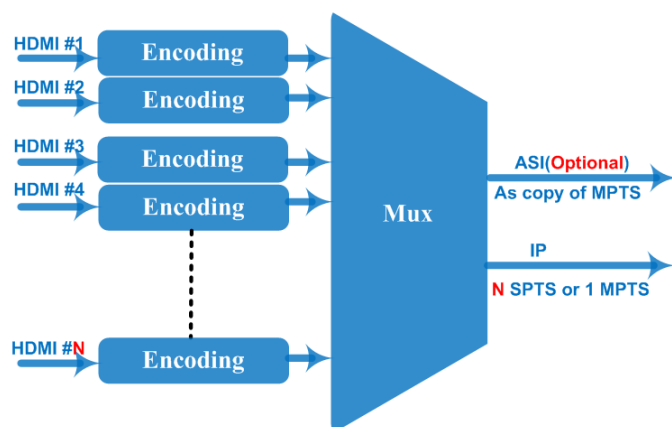 HDMI #1
Encoding
HDMI #2
Encoding
HDMI #3
Encoding
HDMI #4
Encoding
HDMI #N
Encoding
Mux
ASI(Optional)
As copy of MPTS
IP
N SPTS or 1 MPTS